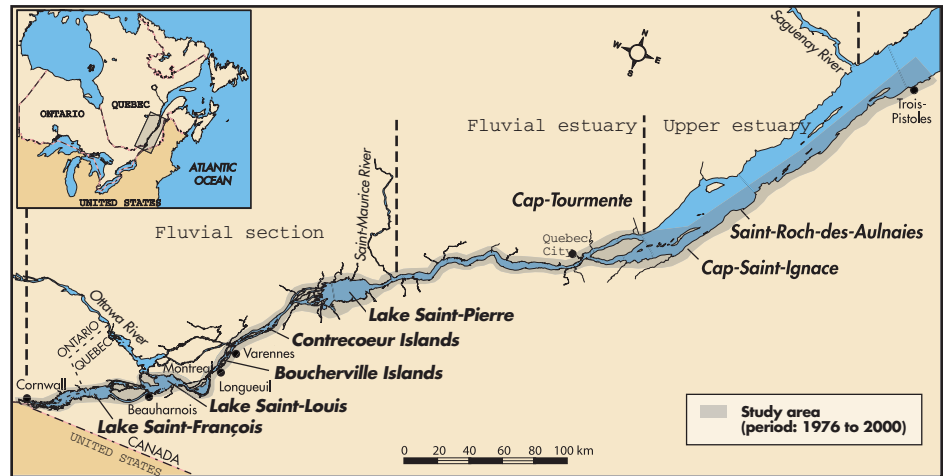 ONTARIO
QUEBEC
ATLANTIC
OCEAN
UNITED STATES
N
W
E
S
Saguenay River
Trois-
Pistoles
Fluvial estuary
Upper estuary
Saint-Maurice River
Cap-Tourmente
Fluvial section
Quebec
City
Saint-Roch-des-Aulnaies
Cap-Saint-Ignace
Ottawa River
Lake Saint-Pierre
ONTARIO
QUEBEC
Contrecoeur Islands
Varennes
Montreal
Boucherville Islands
Cornwall
Longueuil
Beauharnois
Lake Saint-Louis
Lake Saint-François
CANADA
UNITED STATES
Study area
(period: 1976 to 2000)
0 20 40 60 80 100 km